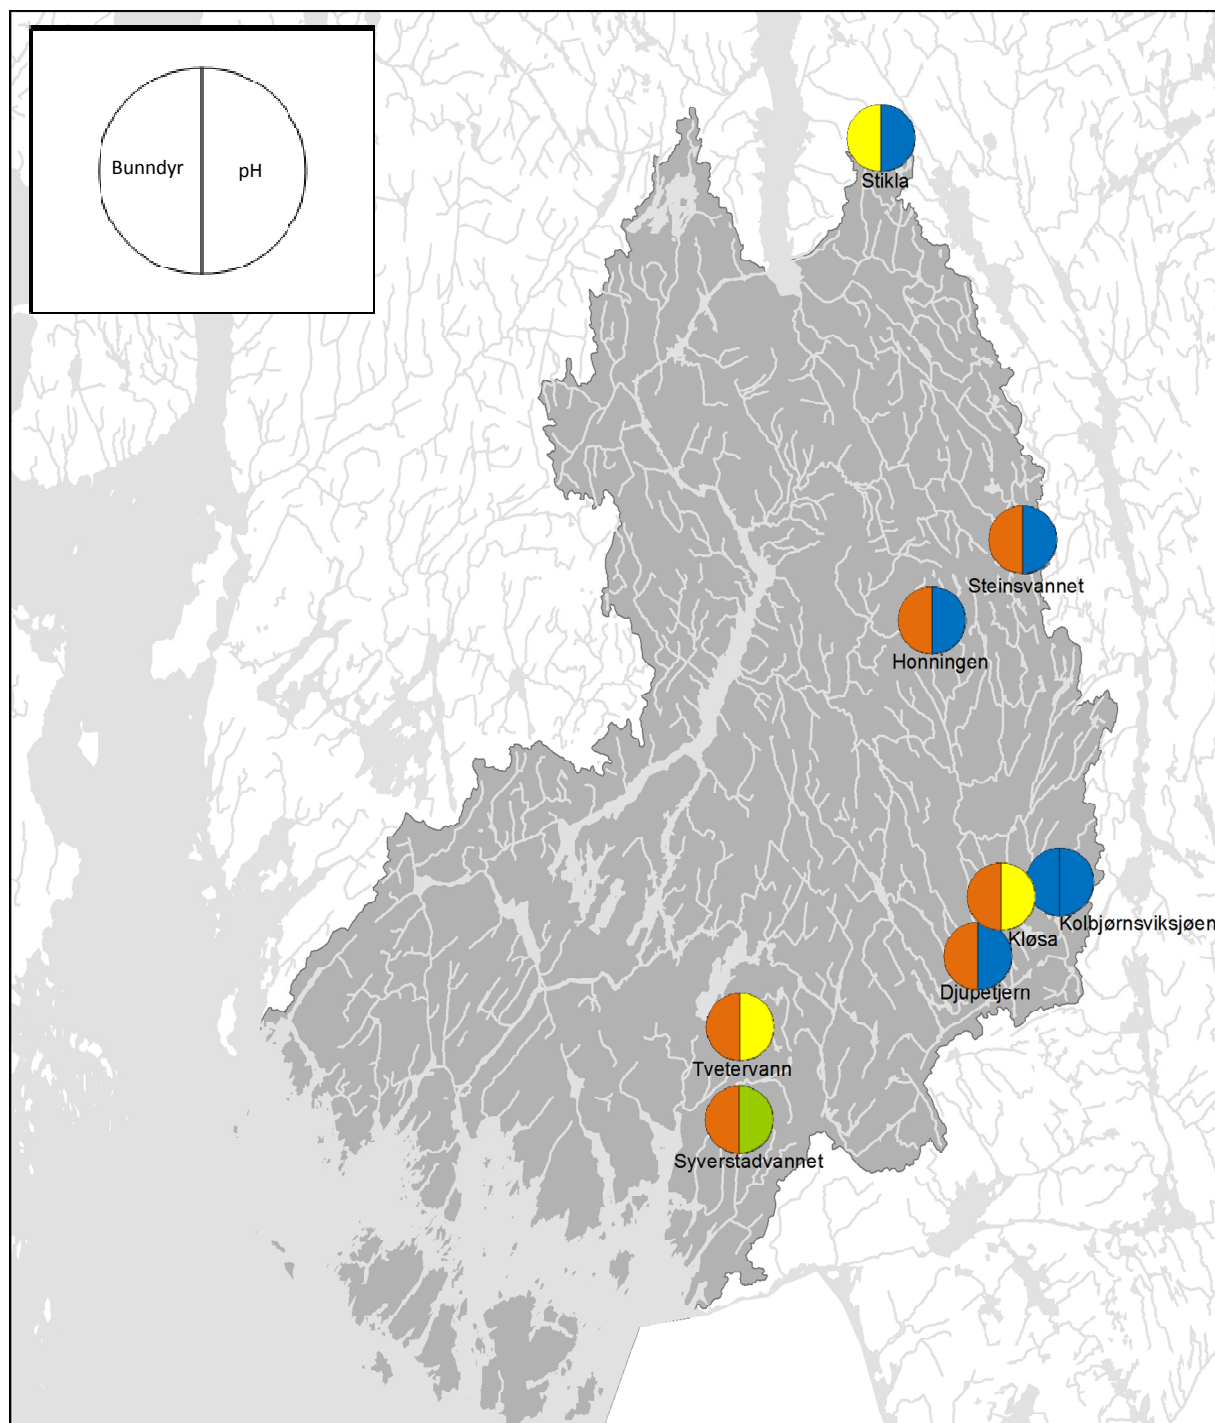 Bunndyr
pH
Stikla
Steinsvannet
Honningen
Kolbjørnsviksjøen
Kløsa
Djupetjern
Tvetervann
Syverstadvannet